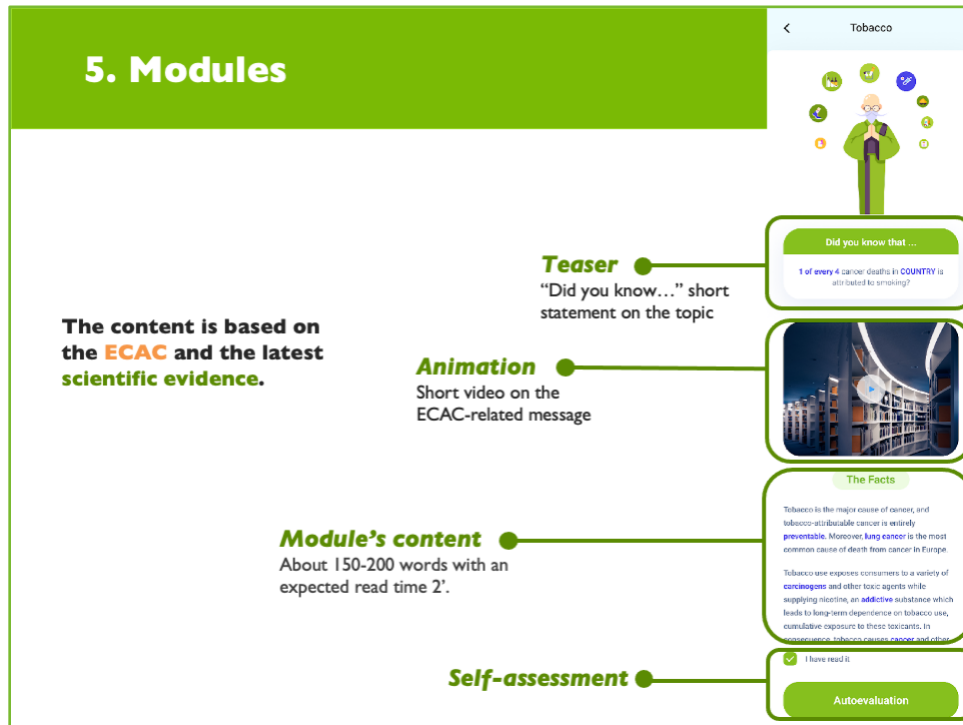 5. Modules
Tobacco
Did you know that ...
1 of every 4 cancer deaths in COUNTRY is
attributed to smoking?
Teaser
“Did you know…” short
statement on the topic
The content is based on
the ECAC and the latest
scientific evidence.
Animation
Short video on the
ECAC-related message
The Facts
Tobacco is the major cause of cancer, and
tobacco-attributable cancer is entirely
preventable. Moreover, lung cancer is the most
common cause of death from cancer in Europe.
Tobacco use exposes consumers to a variety of
carcinogens and other toxic agents while
supplying nicotine, an addictive substance which
leads to long-term dependence on tobacco use,
cumulative exposure to these toxicants. In
consequence, tobacco causes cancer and other
Module’s content
About 150-200 words with an
expected read time 2’.
Self-assessment
I have read it
Autoevaluation